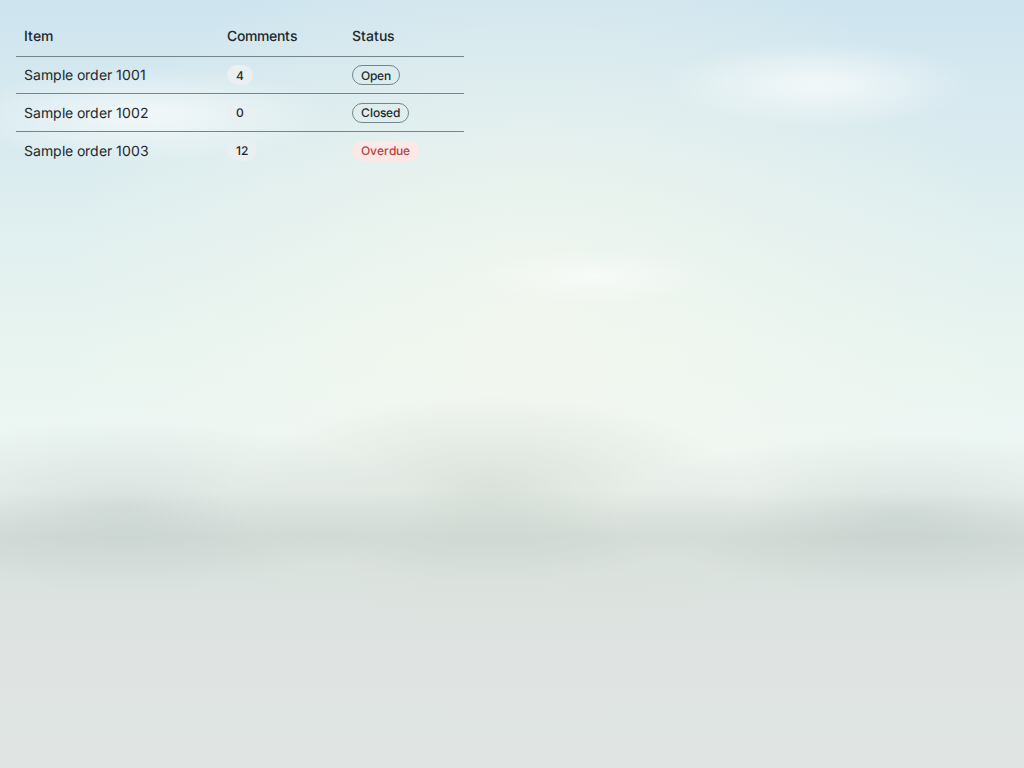 Item Comments Status
Sample order 1001 4 Open
Sample order 1002 0 Closed
Sample order 1003 12 Overdue